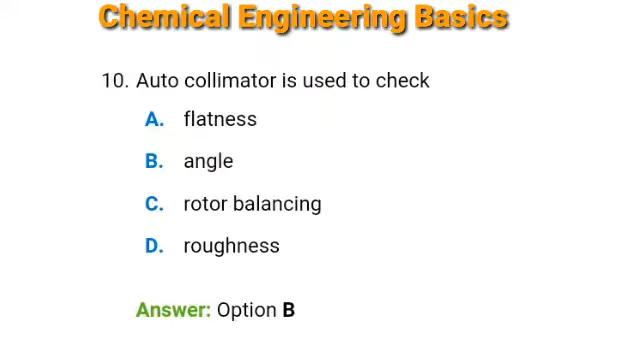 Chemical Engineering Basics
10. Auto collimator is used to check
A. flatness
B. angle
C. rotor balancing
D. roughness
Answer: Option B